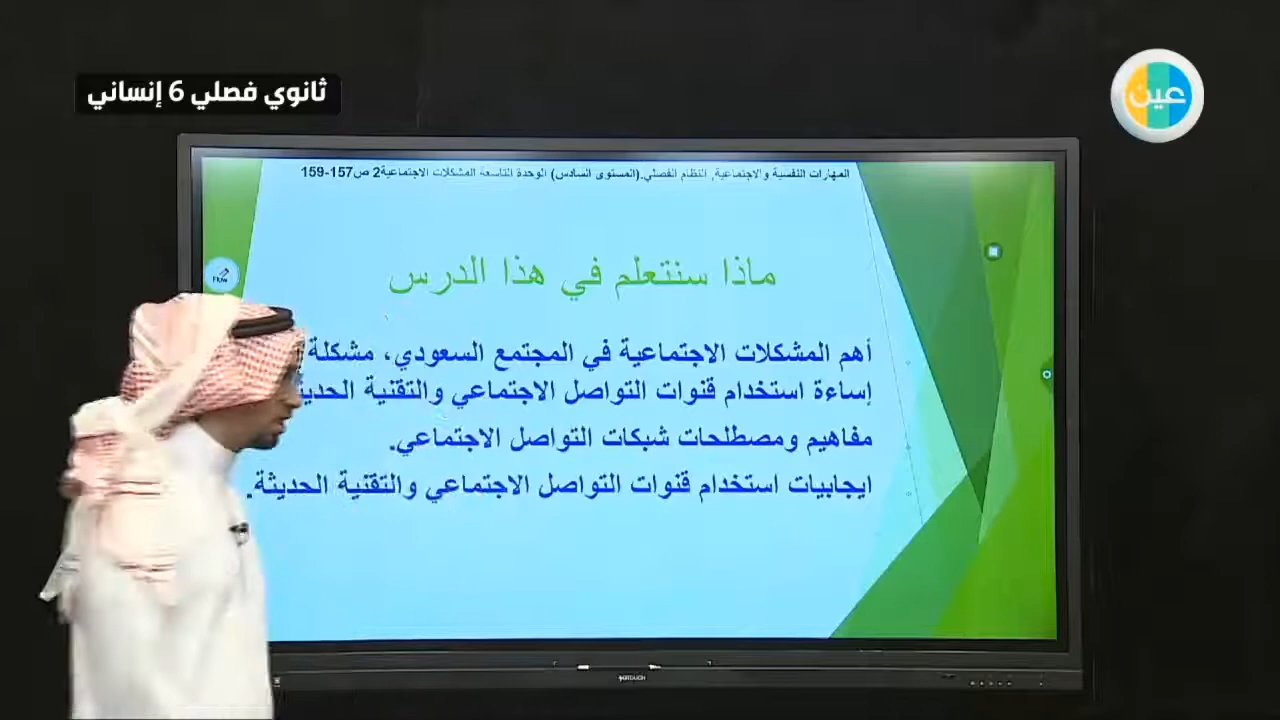 ثانوي فصلي 6 إنساني
عين
المهارات النفسية والاجتماعية, النظام الفصلي.(المستوى السادس) الوحدة التاسعة المشكلات الاجتماعية2 ص157-159
ماذا سنتعلم في هذا الدرس
أهم المشكلات الاجتماعية في المجتمع السعودي، مشكلة
إساءة استخدام قنوات التواصل الاجتماعي والتقنية
مفاهيم ومصطلحات شبكات التواصل الاجتماعي.
ايجابيات استخدام قنوات التواصل الاجتماعي والتقنية الحديثة.